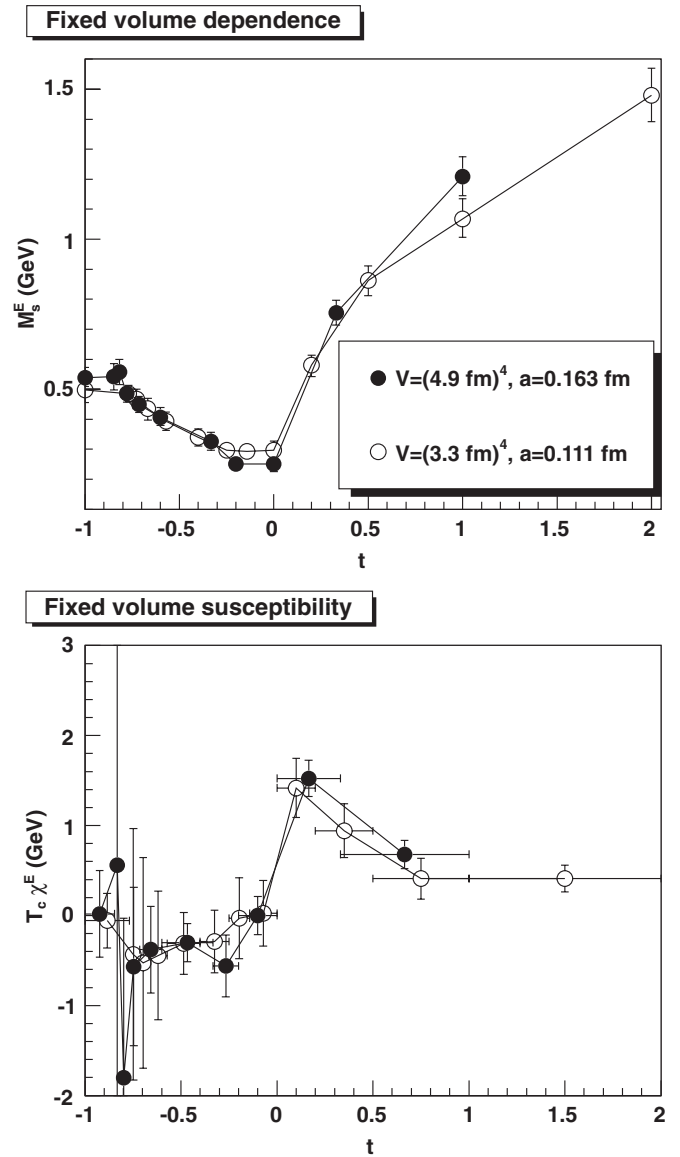 Fixed volume dependence
1.5
1
0.5
M_s^E (GeV)
V=(4.9 fm)^4, a=0.163 fm
V=(3.3 fm)^4, a=0.111 fm
-1 -0.5 0 0.5 1 1.5 2
t
Fixed volume susceptibility
3
2
1
0
-1
-2
T_c χ^E (GeV)
-1 -0.5 0 0.5 1 1.5 2
t